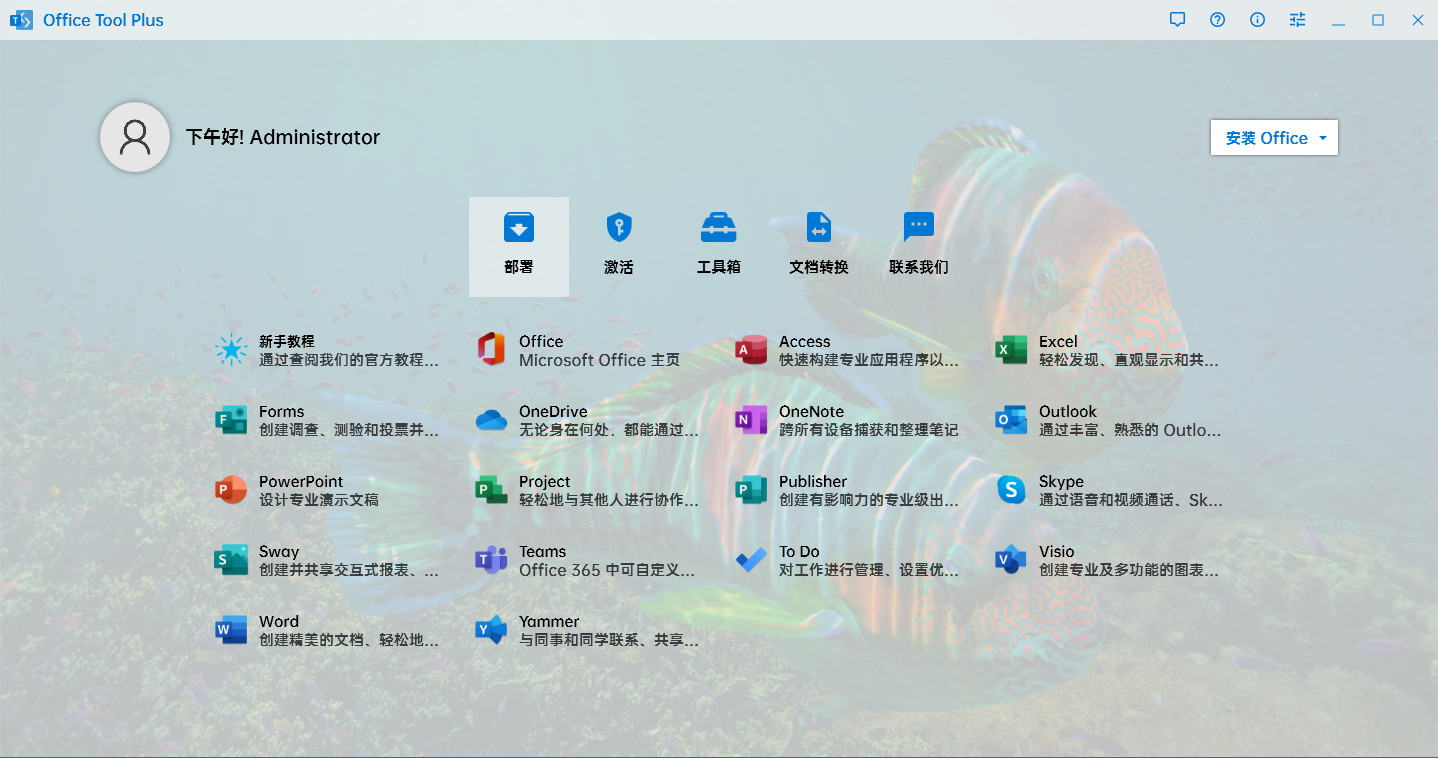 Office Tool Plus
下午好! Administrator
安装 Office
部署
激活
工具箱
文档转换
联系我们
新手教程
通过查阅我们的官方教程...
Office
Microsoft Office 主页
Access
快速构建专业应用程序以...
Excel
轻松发现、直观显示和共...
Forms
创建调查、测验和投票并...
OneDrive
无论身在何处，都能通过...
OneNote
跨所有设备捕获和整理笔记
Outlook
通过丰富、熟悉的 Outlo...
PowerPoint
设计专业演示文稿
Project
轻松地与其他人进行协作...
Publisher
创建有影响力的专业级出...
Skype
通过语音和视频通话、Sk...
Sway
创建并共享交互式报表、...
Teams
Office 365 中可自定义...
To Do
对工作进行管理、设置优...
Visio
创建专业及多功能的图表...
Word
创建精美的文档、轻松地...
Yammer
与同事和同学联系、共享...